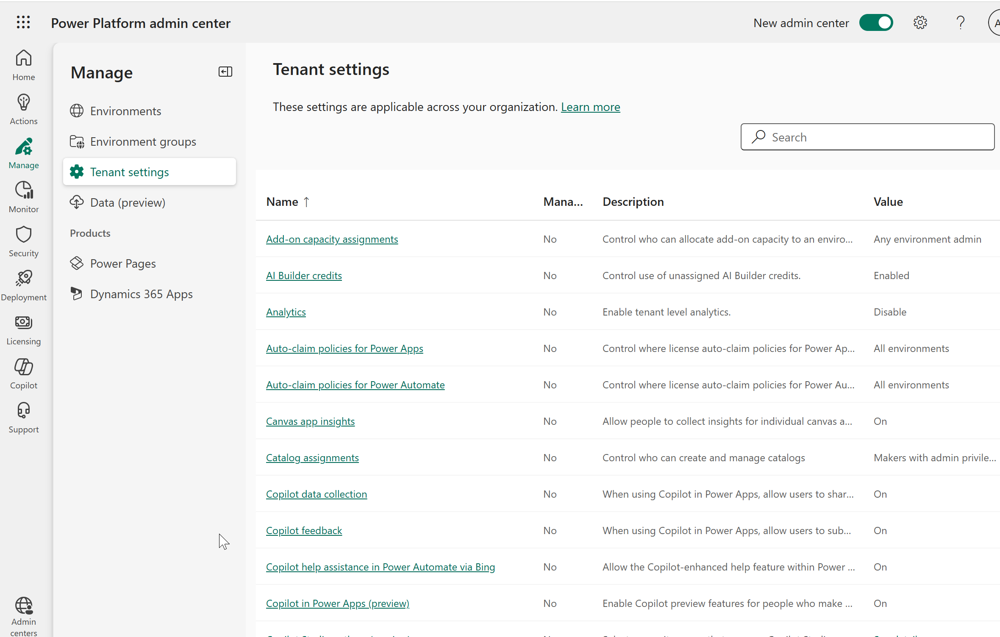 Power Platform admin center
New admin center
A
Home
Actions
Manage
Monitor
Security
Deployment
Licensing
Copilot
Support
Admin
centers
Manage
Environments
Environment groups
Tenant settings
Data (preview)
Products
Power Pages
Dynamics 365 Apps
Tenant settings
These settings are applicable across your organization. Learn more
Search
Name ↑ Mana... Description Value
Add-on capacity assignments No Control who can allocate add-on capacity to an enviro... Any environment admin
AI Builder credits No Control use of unassigned AI Builder credits. Enabled
Analytics No Enable tenant level analytics. Disable
Auto-claim policies for Power Apps No Control where license auto-claim policies for Power Ap... All environments
Auto-claim policies for Power Automate No Control where license auto-claim policies for Power Au... All environments
Canvas app insights No Allow people to collect insights for individual canvas a... On
Catalog assignments No Control who can create and manage catalogs Makers with admin privile...
Copilot data collection No When using Copilot in Power Apps, allow users to shar... On
Copilot feedback No When using Copilot in Power Apps, allow users to sub... On
Copilot help assistance in Power Automate via Bing No Allow the Copilot-enhanced help feature within Power ... On
Copilot in Power Apps (preview) No Enable Copilot preview features for people who make ... On